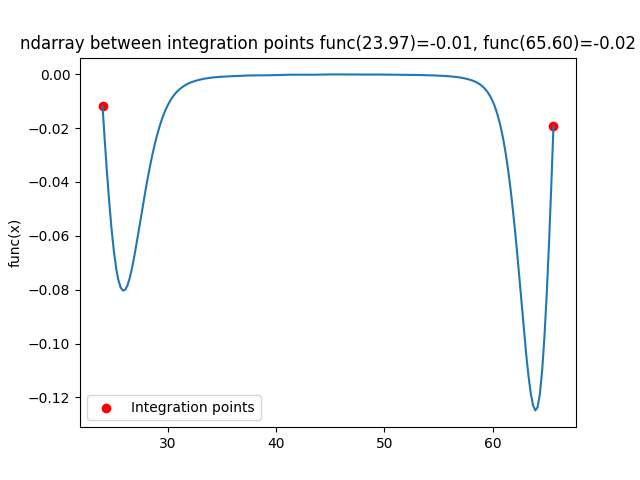 ndarray between integration points func(23.97)=-0.01, func(65.60)=-0.02
0.00
−0.02
−0.04
−0.06
−0.08
−0.10
−0.12
func(x)
Integration points
30 40 50 60